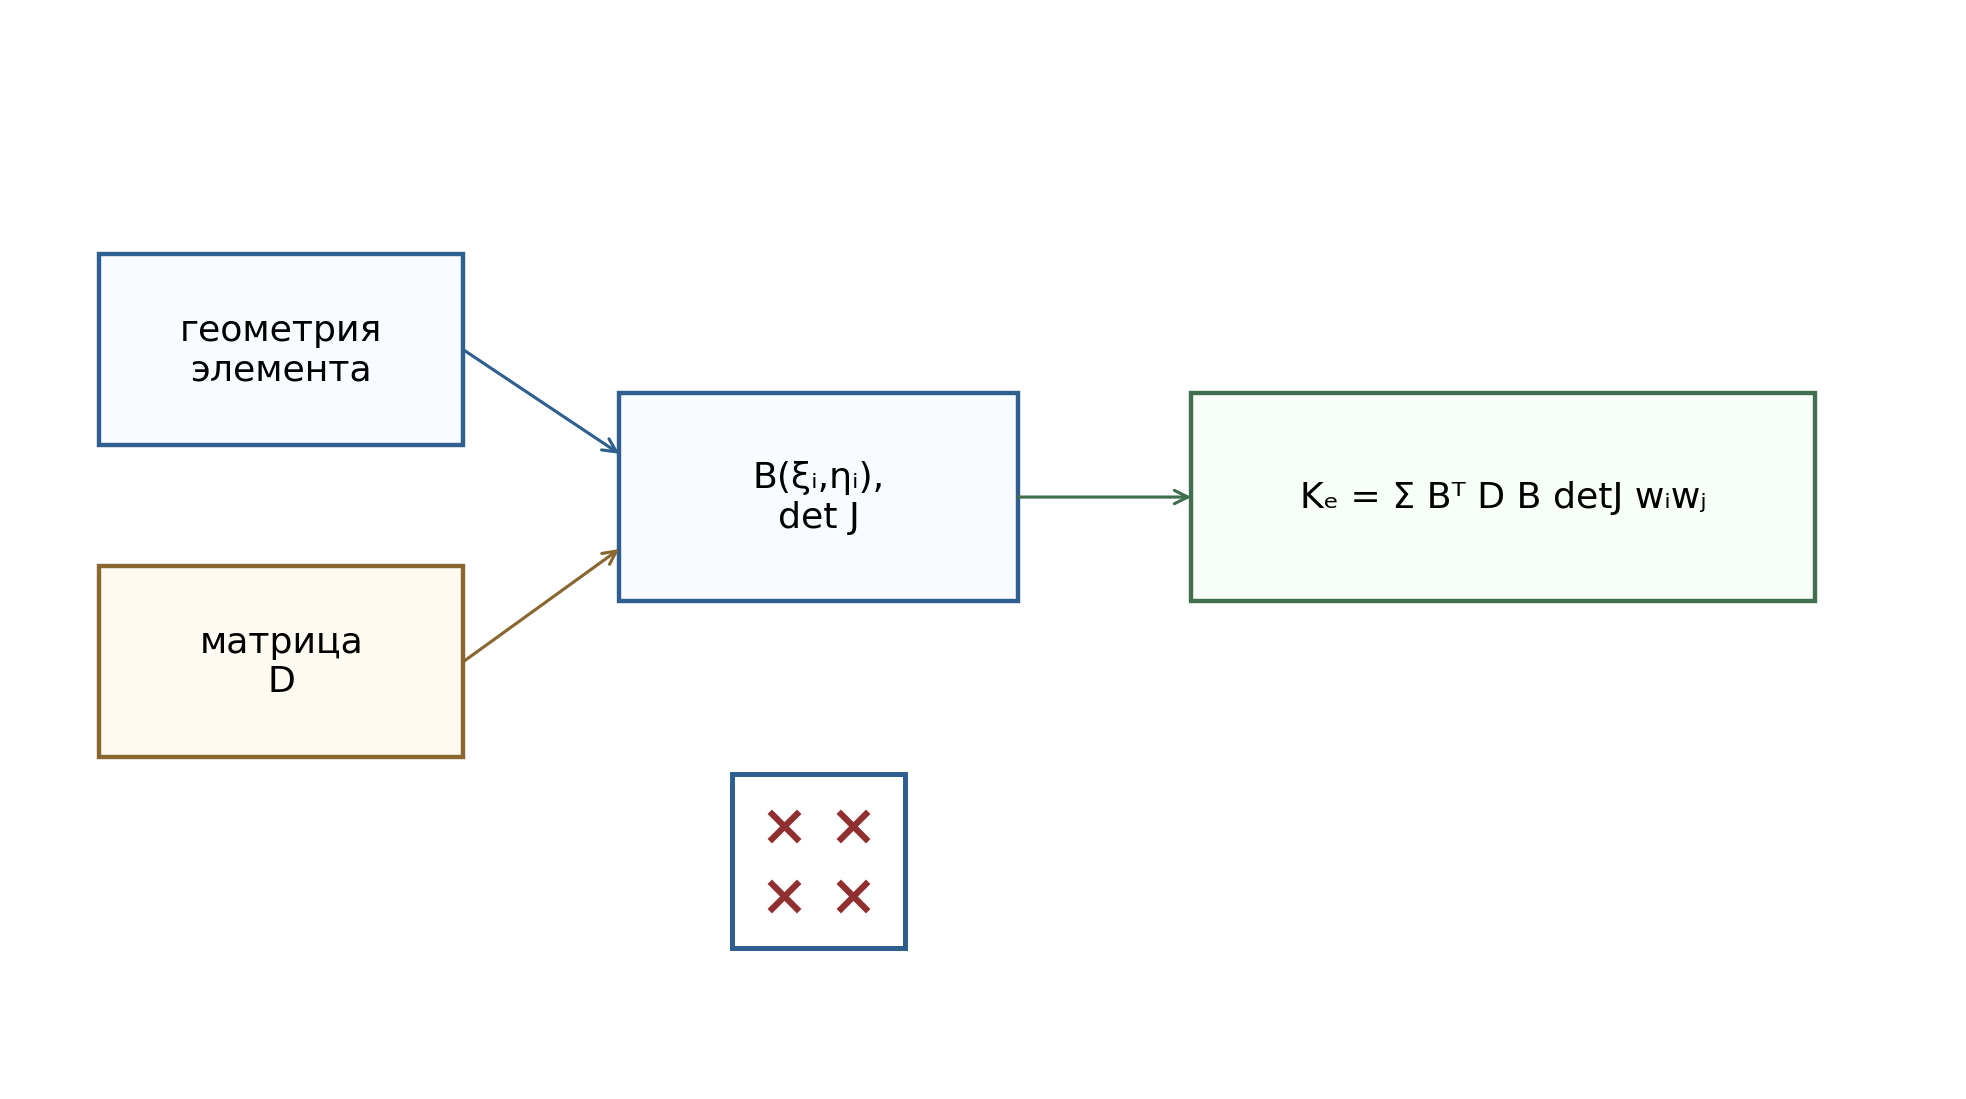 геометрия
элемента
матрица
D
B(ξᵢ,ηᵢ),
det J
Kₑ = Σ Bᵀ D B detJ wᵢwⱼ